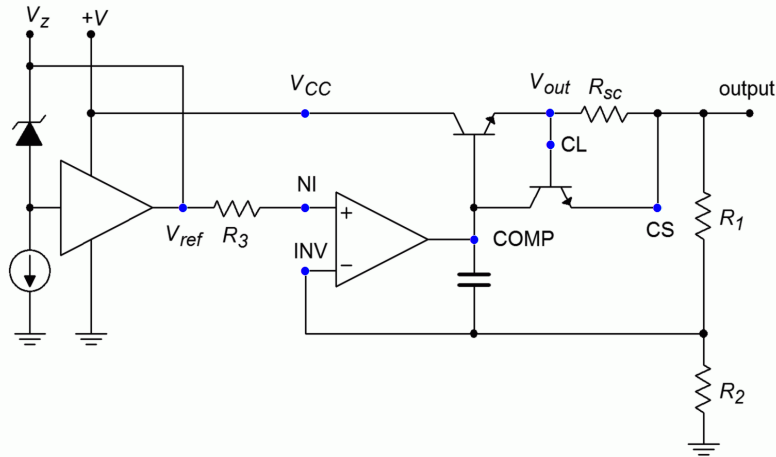 Vz
+V
VCC
Vout
Rsc
output
CL
NI
+
Vref
R3
INV
−
COMP
CS
R1
R2